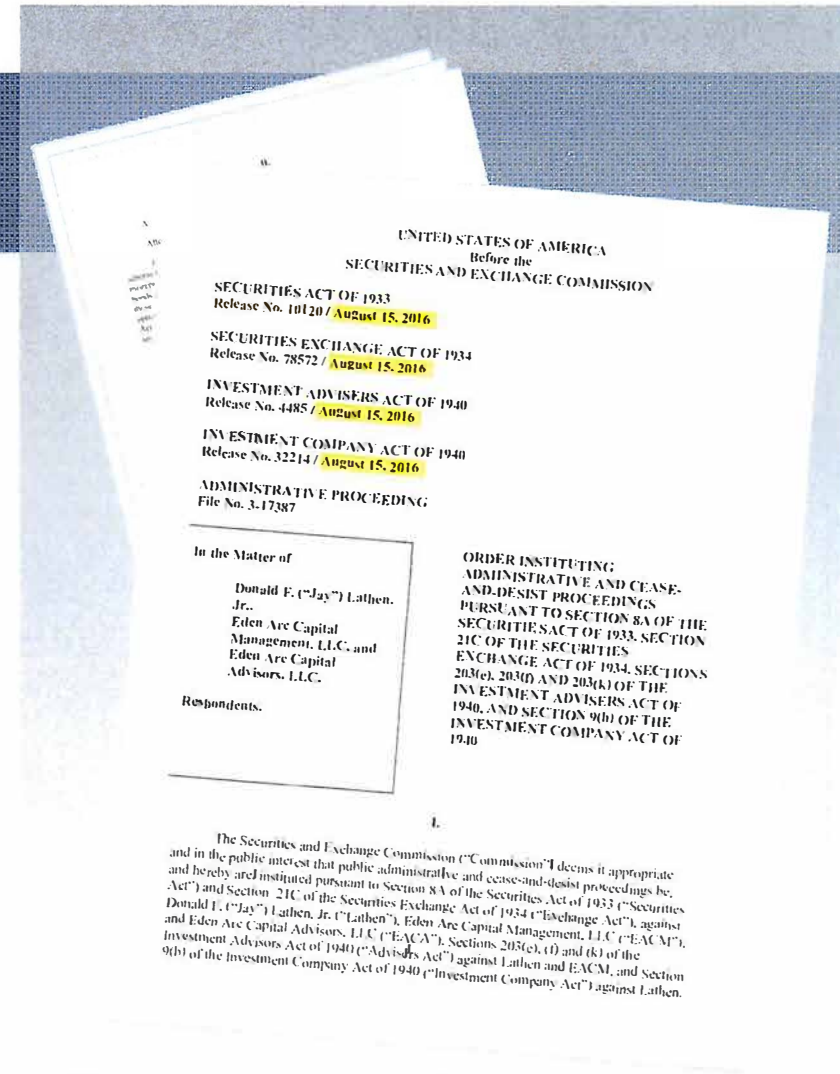 II.
UNITED STATES OF AMERICA
Before the
SECURITIES AND EXCHANGE COMMISSION
SECURITIES ACT OF 1933
Release No. 10120 / August 15, 2016
SECURITIES EXCHANGE ACT OF 1934
Release No. 78572 / August 15, 2016
INVESTMENT ADVISERS ACT OF 1940
Release No. 4485 / August 15, 2016
INVESTMENT COMPANY ACT OF 1940
Release No. 32214 / August 15, 2016
ADMINISTRATIVE PROCEEDING
File No. 3-17387
In the Matter of
Donald F. (“Jay”) Lathen,
Jr.,
Eden Arc Capital
Management, LLC, and
Eden Arc Capital
Advisors, LLC,
Respondents.
ORDER INSTITUTING
ADMINISTRATIVE AND CEASE-
AND-DESIST PROCEEDINGS
PURSUANT TO SECTION 8A OF THE
SECURITIES ACT OF 1933, SECTION
21C OF THE SECURITIES
EXCHANGE ACT OF 1934, SECTIONS
203(e), 203(f) AND 203(k) OF THE
INVESTMENT ADVISERS ACT OF
1940, AND SECTION 9(b) OF THE
INVESTMENT COMPANY ACT OF
1940
I.
The Securities and Exchange Commission (“Commission”) deems it appropriate
and in the public interest that public administrative and cease-and-desist proceedings be,
and hereby are, instituted pursuant to Section 8A of the Securities Act of 1933 (“Securities
Act”) and Section 21C of the Securities Exchange Act of 1934 (“Exchange Act”), against
Donald F. (“Jay”) Lathen, Jr. (“Lathen”), Eden Arc Capital Management, LLC (“EACM”),
and Eden Arc Capital Advisors, LLC (“EACA”), Sections 203(e), (f) and (k) of the
Investment Advisors Act of 1940 (“Advisers Act”) against Lathen and EACM, and Section
9(b) of the Investment Company Act of 1940 (“Investment Company Act”) against Lathen.